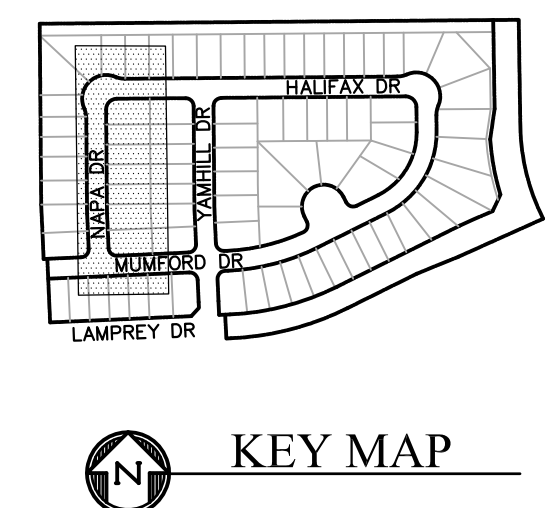 HALIFAX DR
YAMHILL DR
NAPA DR
MUMFORD DR
LAMPREY DR
N
KEY MAP